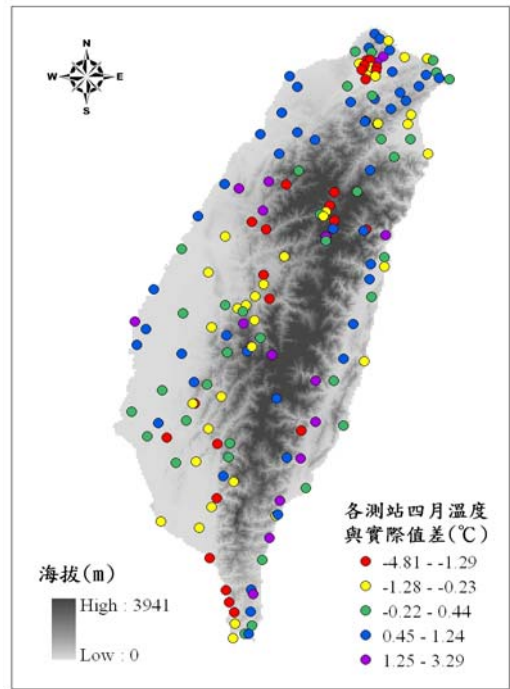 N
W E
S
各測站四月溫度
與實際值差(℃)
-4.81 - -1.29
-1.28 - -0.23
-0.22 - 0.44
0.45 - 1.24
1.25 - 3.29
海拔(m)
High : 3941
Low : 0